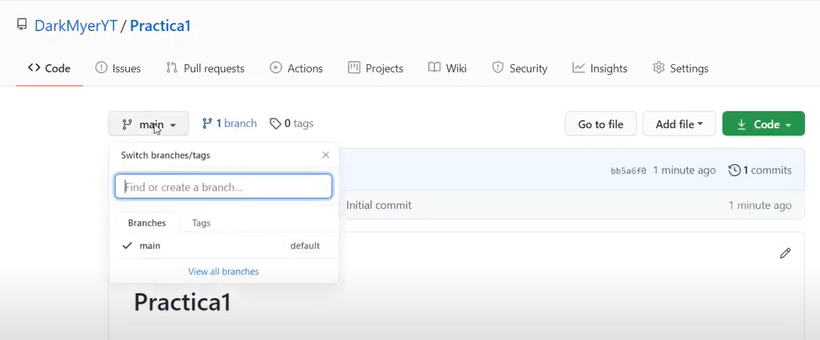 DarkMyerYT / Practica1
Code Issues Pull requests Actions Projects Wiki Security Insights Settings
main 1 branch 0 tags Go to file Add file Code
Switch branches/tags
bb5a6f0 1 minute ago 1 commits
Find or create a branch...
Initial commit 1 minute ago
Branches Tags
main default
View all branches
Practica1